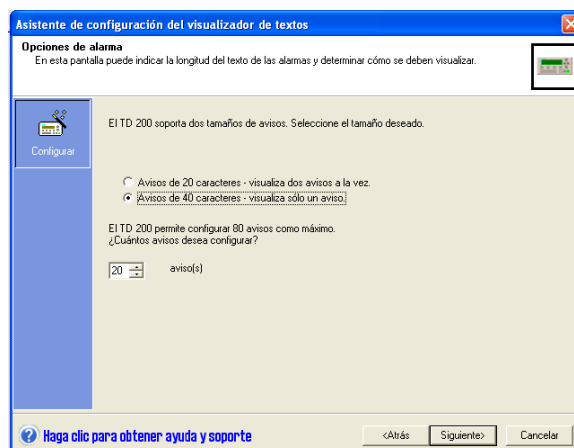 Asistente de configuración del visualizador de textos
Opciones de alarma
En esta pantalla puede indicar la longitud del texto de las alarmas y determinar cómo se deben visualizar.
Configurar
El TD 200 soporta dos tamaños de avisos. Seleccione el tamaño deseado.
Avisos de 20 caracteres - visualiza dos avisos a la vez.
Avisos de 40 caracteres - visualiza sólo un aviso.
El TD 200 permite configurar 80 avisos como máximo.
¿Cuántos avisos desea configurar?
20 aviso(s)
Haga clic para obtener ayuda y soporte
<Atrás Siguiente> Cancelar